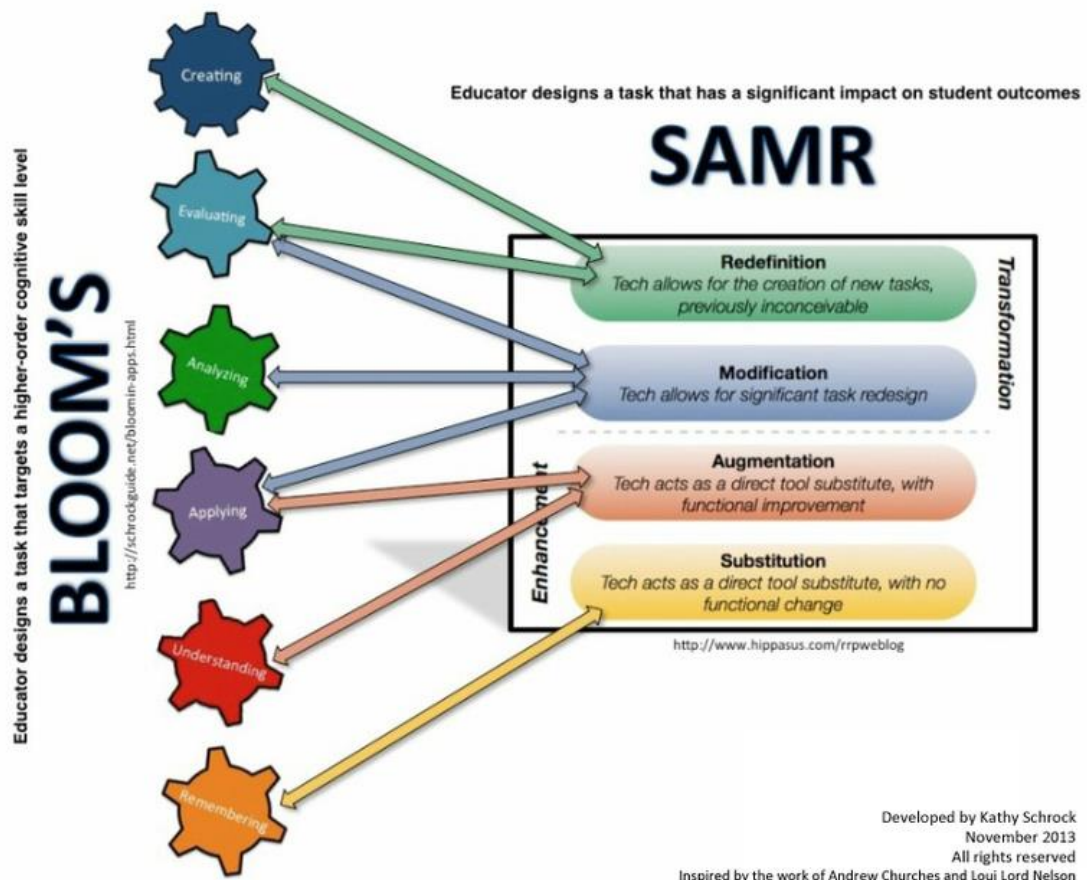 Educator designs a task that targets a higher-order cognitive skill level
BLOOM'S
http://schrockguide.net/bloomin-apps.html
Creating
Evaluating
Analyzing
Applying
Understanding
Remembering
Educator designs a task that has a significant impact on student outcomes
SAMR
Redefinition
Tech allows for the creation of new tasks,
previously inconceivable
Modification
Tech allows for significant task redesign
Transformation
Augmentation
Tech acts as a direct tool substitute, with
functional improvement
Substitution
Tech acts as a direct tool substitute, with no
functional change
Enhancement
http://www.hippasus.com/rrpweblog
Developed by Kathy Schrock
November 2013
All rights reserved
Inspired by the work of Andrew Churches and Loui Lord Nelson